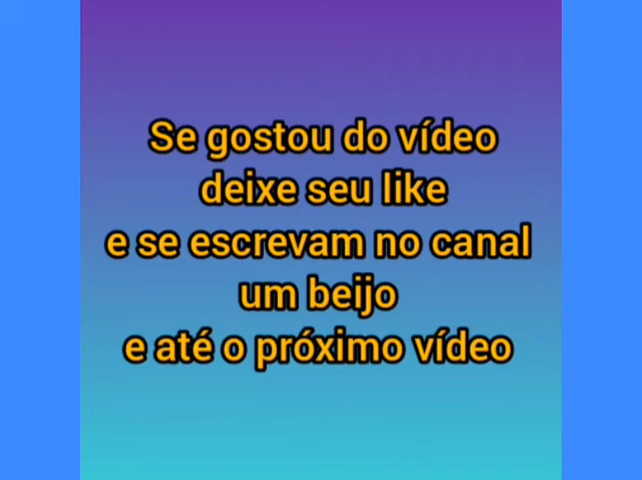 Se gostou do vídeo
deixe seu like
e se escrevam no canal
um beijo
e até o próximo vídeo